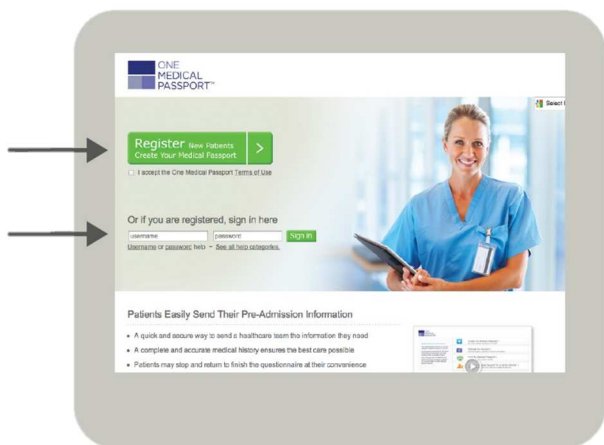 ONE
MEDICAL
PASSPORT™
Select
Register New Patients
Create Your Medical Passport
>
I accept the One Medical Passport Terms of Use
Or if you are registered, sign in here
username password Sign In
Username or password help – See all help categories.
Patients Easily Send Their Pre-Admission Information
• A quick and secure way to send a healthcare team the information they need
• A complete and accurate medical history ensures the best care possible
• Patients may stop and return to finish the questionnaire at their convenience